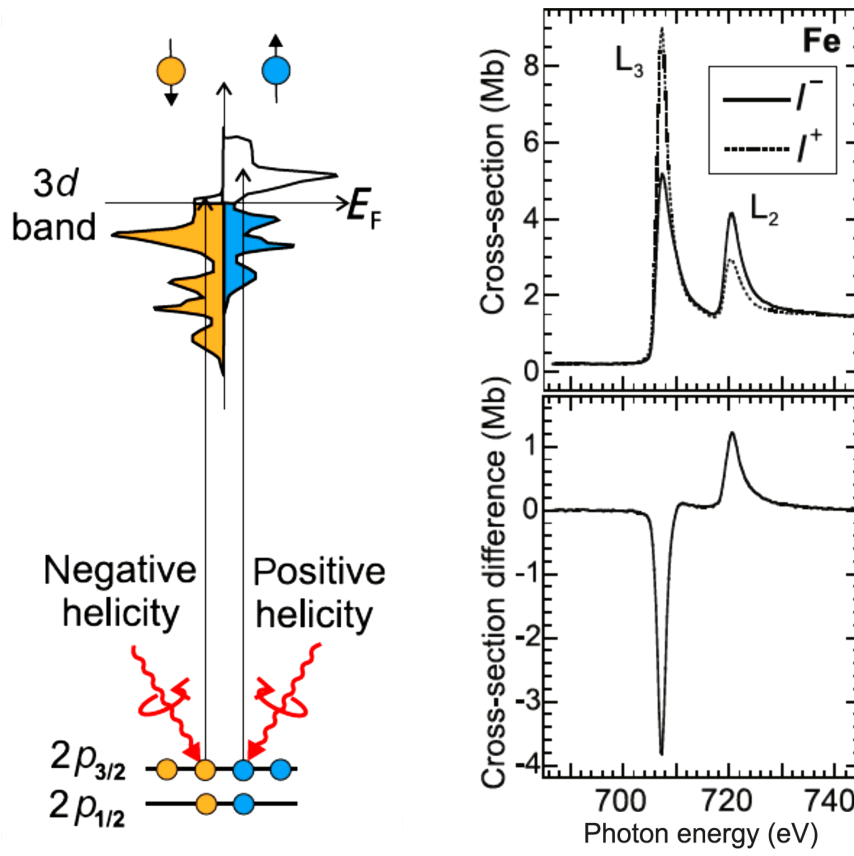 3d
band
E_F
Negative
helicity
Positive
helicity
2p_3/2
2p_1/2
Cross-section (Mb)
8
6
4
2
0
Fe
L_3
I^-
I^+
L_2
Cross-section difference (Mb)
1
0
-1
-2
-3
-4
700
720
740
Photon energy (eV)